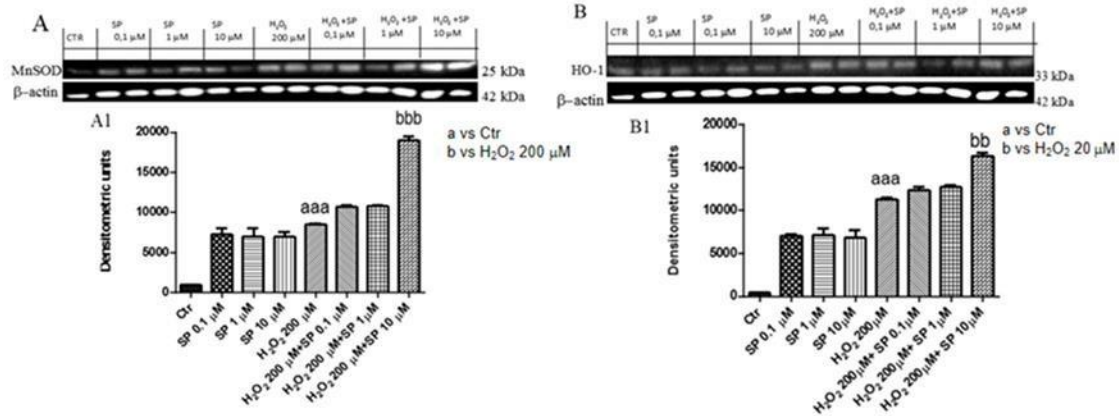 A
CTR
SP 0,1 µM
SP 1 µM
SP 10 µM
H₂O₂ 200 µM
H₂O₂+SP 0,1 µM
H₂O₂+SP 1 µM
H₂O₂+SP 10 µM
MnSOD
25 kDa
β-actin
42 kDa
A1
a vs Ctr
b vs H₂O₂ 200 µM
Densitometric units
20000
15000
10000
5000
0
aaa
bbb
Ctr
SP 0.1 µM
SP 1 µM
SP 10 µM
H₂O₂ 200 µM
H₂O₂ 200 µM+SP 0.1 µM
H₂O₂ 200 µM+SP 1µM
H₂O₂ 200 µM+SP 10 µM
B
CTR
SP 0,1 µM
SP 0,1 µM
SP 10 µM
H₂O₂ 200 µM
H₂O₂+SP 0,1 µM
H₂O₂+SP 1 µM
H₂O₂+SP 10 µM
HO-1
33 kDa
β-actin
42 kDa
B1
a vs Ctr
b vs H₂O₂ 20 µM
Densitometric units
20000
15000
10000
5000
0
aaa
bb
Ctr
SP 0.1 µM
SP 1µM
SP 10µM
H₂O₂ 200µM
H₂O₂ 200µM+ SP 0.1µM
H₂O₂ 200µM+ SP 1µM
H₂O₂ 200µM+ SP 10µM